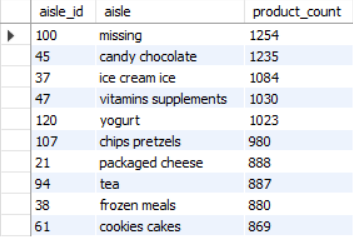 aisle_id aisle product_count
100 missing 1254
45 candy chocolate 1235
37 ice cream ice 1084
47 vitamins supplements 1030
120 yogurt 1023
107 chips pretzels 980
21 packaged cheese 888
94 tea 887
38 frozen meals 880
61 cookies cakes 869